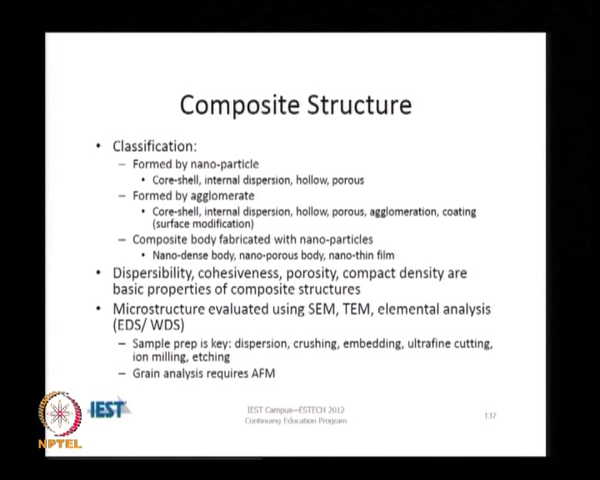 Composite Structure
• Classification:
– Formed by nano-particle
• Core-shell, internal dispersion, hollow, porous
– Formed by agglomerate
• Core-shell, internal dispersion, hollow, porous, agglomeration, coating
(surface modification)
– Composite body fabricated with nano-particles
• Nano-dense body, nano-porous body, nano-thin film
• Dispersibility, cohesiveness, porosity, compact density are
basic properties of composite structures
• Microstructure evaluated using SEM, TEM, elemental analysis
(EDS/ WDS)
– Sample prep is key: dispersion, crushing, embedding, ultrafine cutting,
ion milling, etching
– Grain analysis requires AFM
IEST
NPTEL
IEST Campus—ESTECH 2012
Continuing Education Program
137